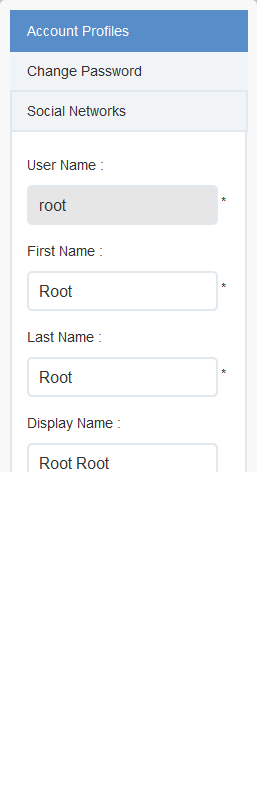 Account Profiles
Change Password
Social Networks
User Name :
root *
First Name :
Root *
Last Name :
Root *
Display Name :
Root Root